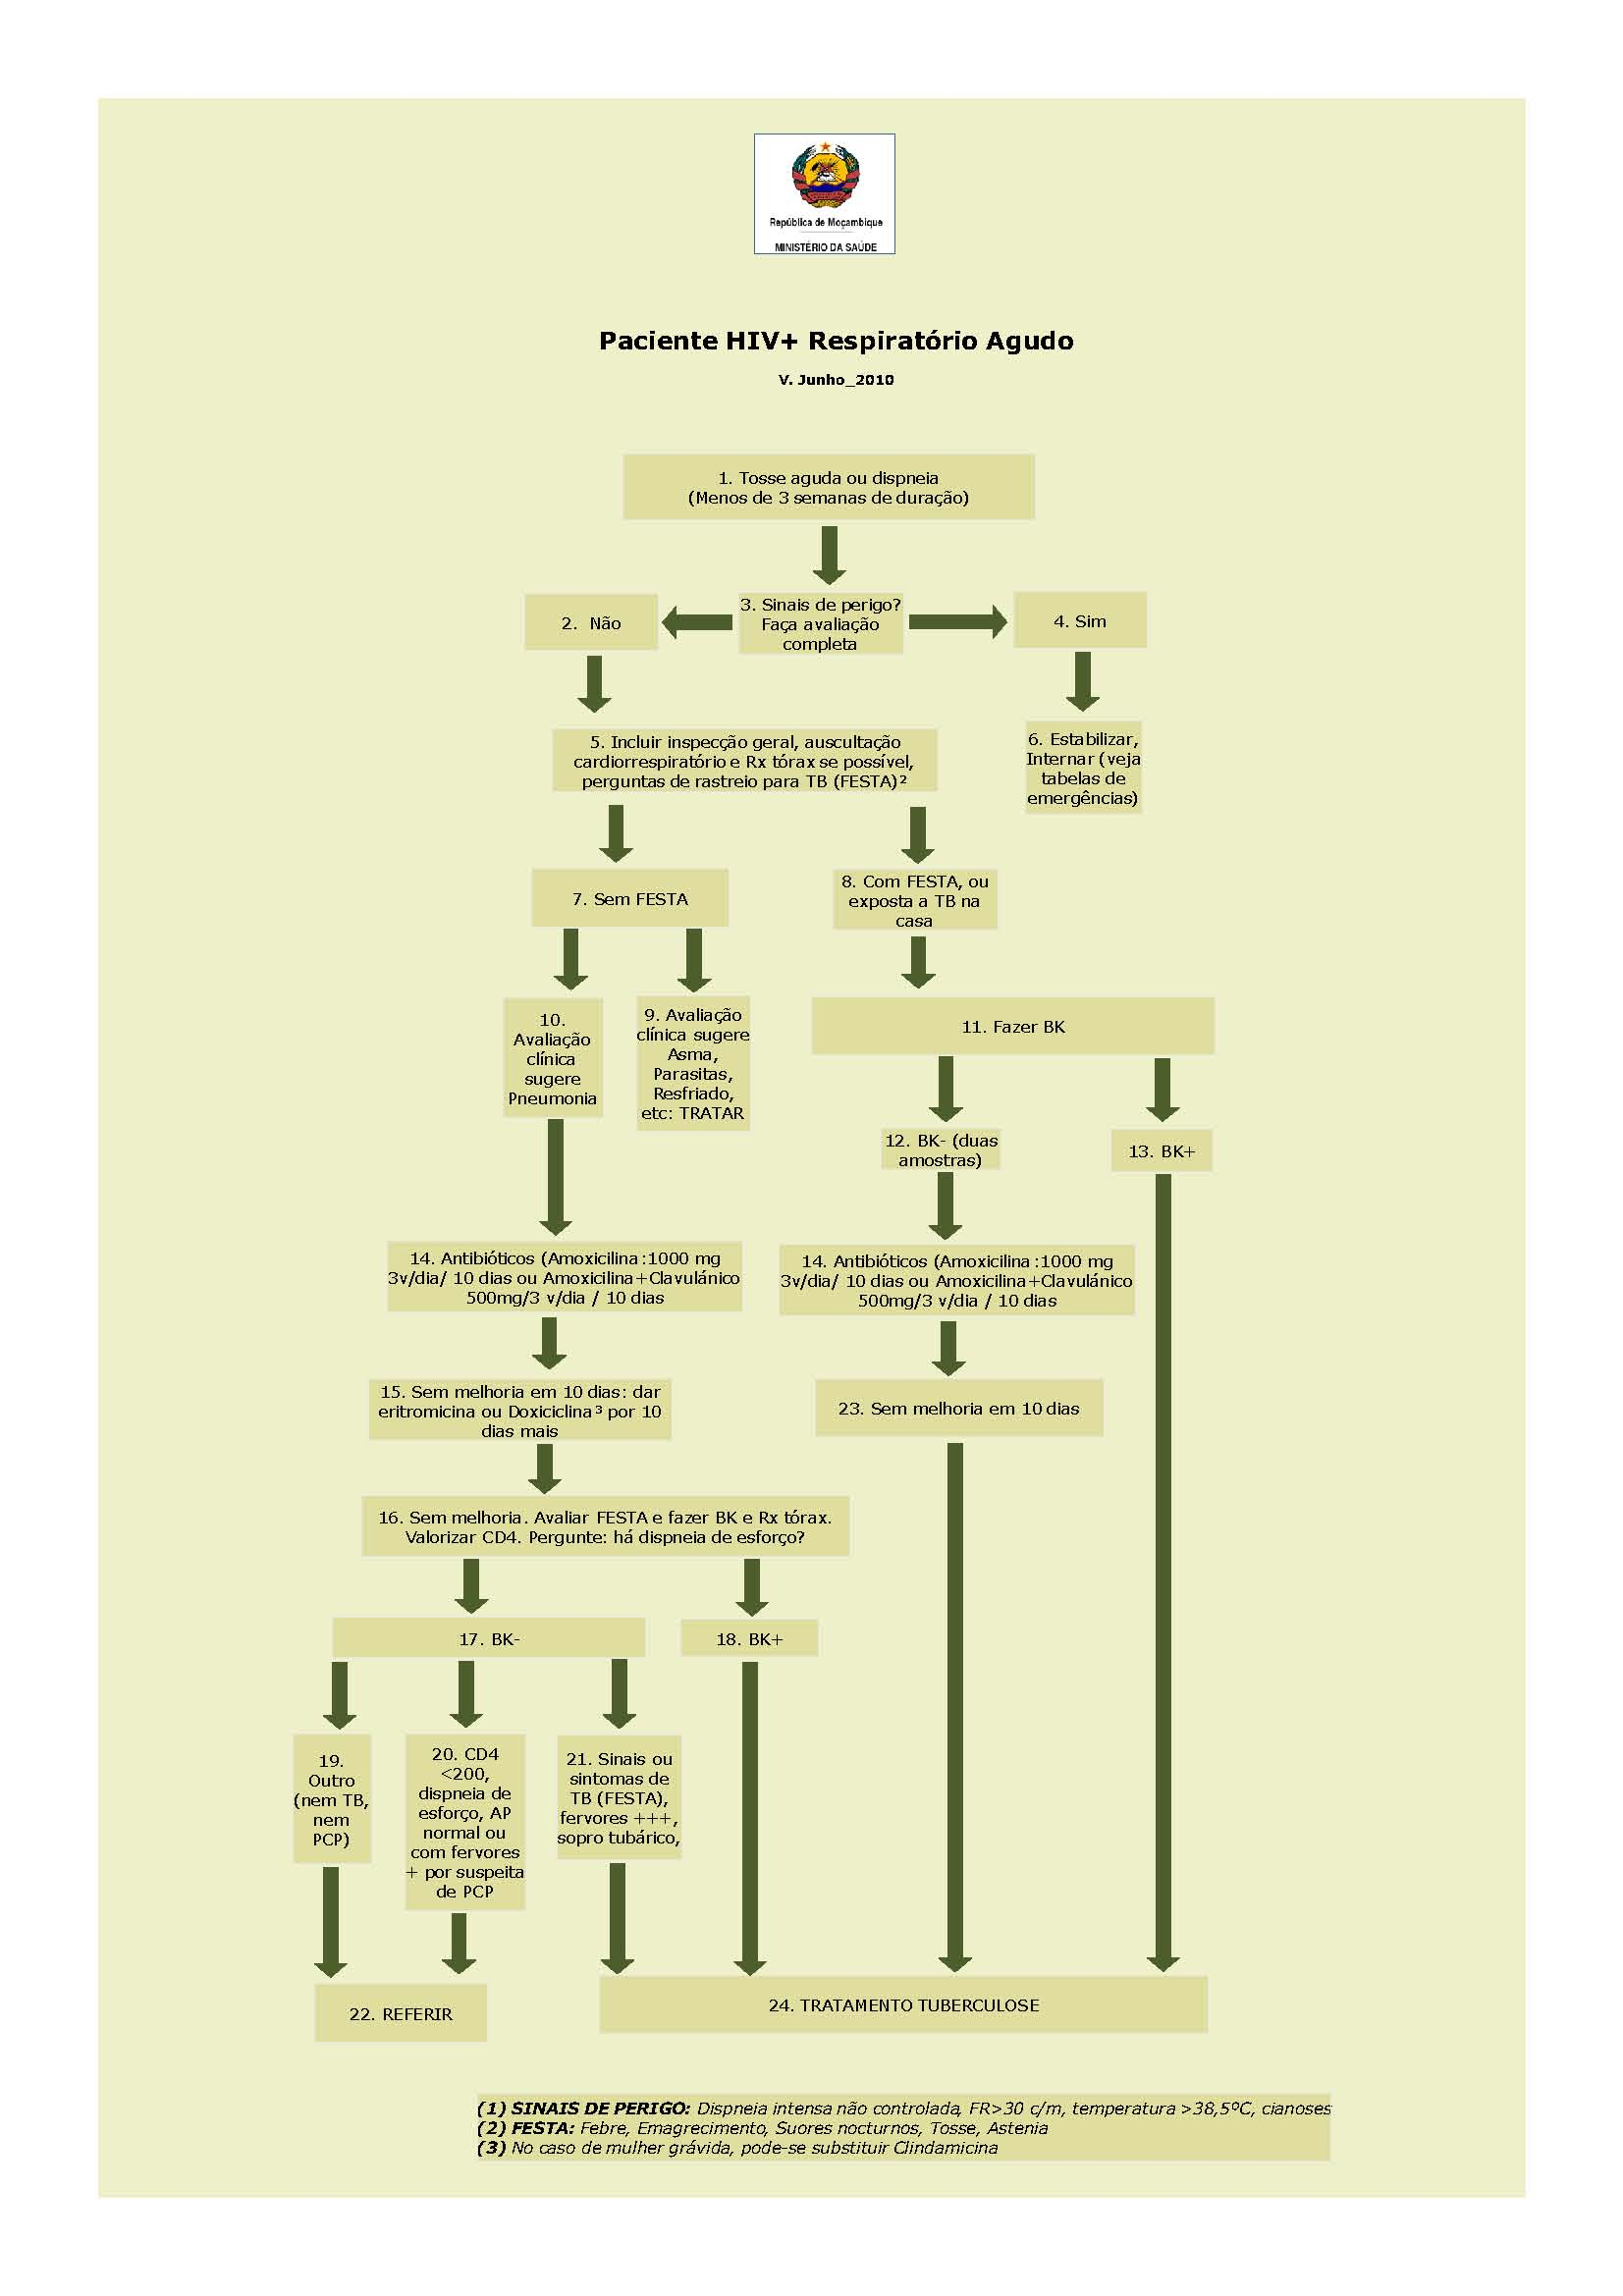 República de Moçambique
MINISTÉRIO DA SAÚDE
Paciente HIV+ Respiratório Agudo
V. Junho_2010
1. Tosse aguda ou dispneia
(Menos de 3 semanas de duração)
2. Não
3. Sinais de perigo?
Faça avaliação
completa
4. Sim
5. Incluir inspecção geral, auscultação
cardiorrespiratório e Rx tórax se possível,
perguntas de rastreio para TB (FESTA)²
6. Estabilizar,
Internar (veja
tabelas de
emergências)
7. Sem FESTA
8. Com FESTA, ou
exposta a TB na
casa
10.
Avaliação
clínica
sugere
Pneumonia
9. Avaliação
clínica sugere
Asma,
Parasitas,
Resfriado,
etc: TRATAR
11. Fazer BK
12. BK- (duas
amostras)
13. BK+
14. Antibióticos (Amoxicilina:1000 mg
3v/dia/ 10 dias ou Amoxicilina+Clavulánico
500mg/3 v/dia / 10 dias
14. Antibióticos (Amoxicilina:1000 mg
3v/dia/ 10 dias ou Amoxicilina+Clavulánico
500mg/3 v/dia / 10 dias
15. Sem melhoria em 10 dias: dar
eritromicina ou Doxiciclina³ por 10
dias mais
23. Sem melhoria em 10 dias
16. Sem melhoria. Avaliar FESTA e fazer BK e Rx tórax.
Valorizar CD4. Pergunte: há dispneia de esforço?
17. BK-
18. BK+
19.
Outro
(nem TB,
nem
PCP)
20. CD4
<200,
dispneia de
esforço, AP
normal ou
com fervores
+ por suspeita
de PCP
21. Sinais ou
sintomas de
TB (FESTA),
fervores +++,
sopro tubárico,
22. REFERIR
24. TRATAMENTO TUBERCULOSE
(1) SINAIS DE PERIGO: Dispneia intensa não controlada, FR>30 c/m, temperatura >38,5ºC, cianoses
(2) FESTA: Febre, Emagrecimento, Suores nocturnos, Tosse, Astenia
(3) No caso de mulher grávida, pode-se substituir Clindamicina